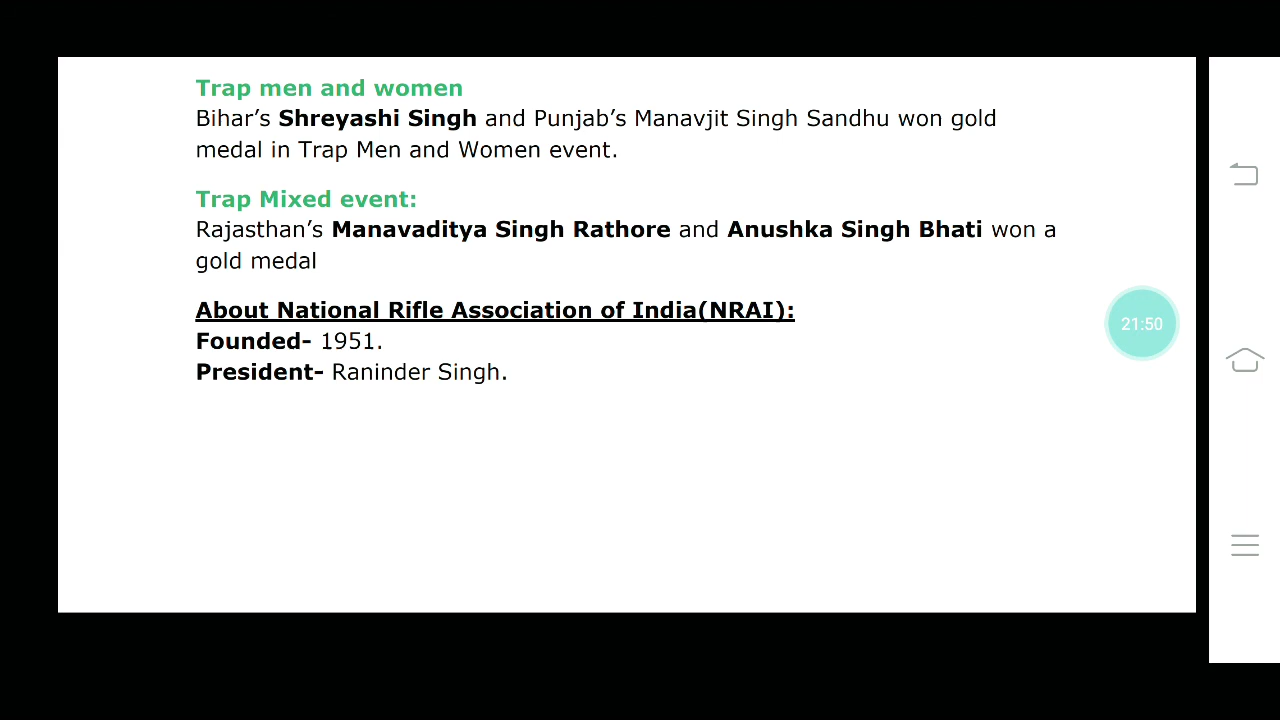 Trap men and women
Bihar’s Shreyashi Singh and Punjab’s Manavjit Singh Sandhu won gold
medal in Trap Men and Women event.
Trap Mixed event:
Rajasthan’s Manavaditya Singh Rathore and Anushka Singh Bhati won a
gold medal
About National Rifle Association of India(NRAI):
Founded- 1951.
President- Raninder Singh.
21:50